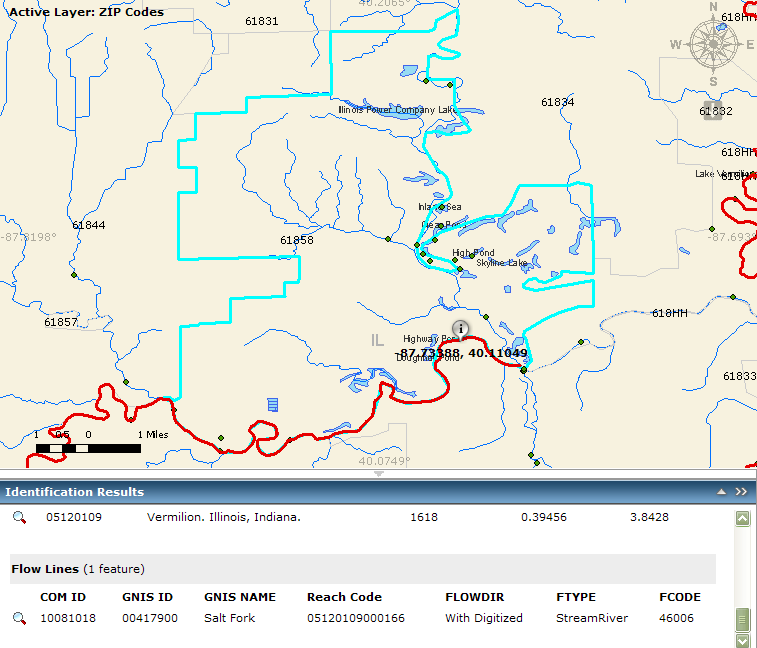 40.2065°
Active Layer: ZIP Codes
61831
618HH
N
W E
S
61834
61832
Illinois Power Company Lake
618HH
Lake Vermilion
Inland Sea
Clear Pond
61844
-87.8198°
61858
-87.6938
High Pond
Skyline Lake
61857
618HH
IL
Highway Pond
-87.73388, 40.11049
61833
1 0.5 0 1 Miles
40.0749°
Identification Results
05120109 Vermilion. Illinois, Indiana. 1618 0.39456 3.8428
Flow Lines (1 feature)
COM ID GNIS ID GNIS NAME Reach Code FLOWDIR FTYPE FCODE
10081018 00417900 Salt Fork 05120109000166 With Digitized StreamRiver 46006